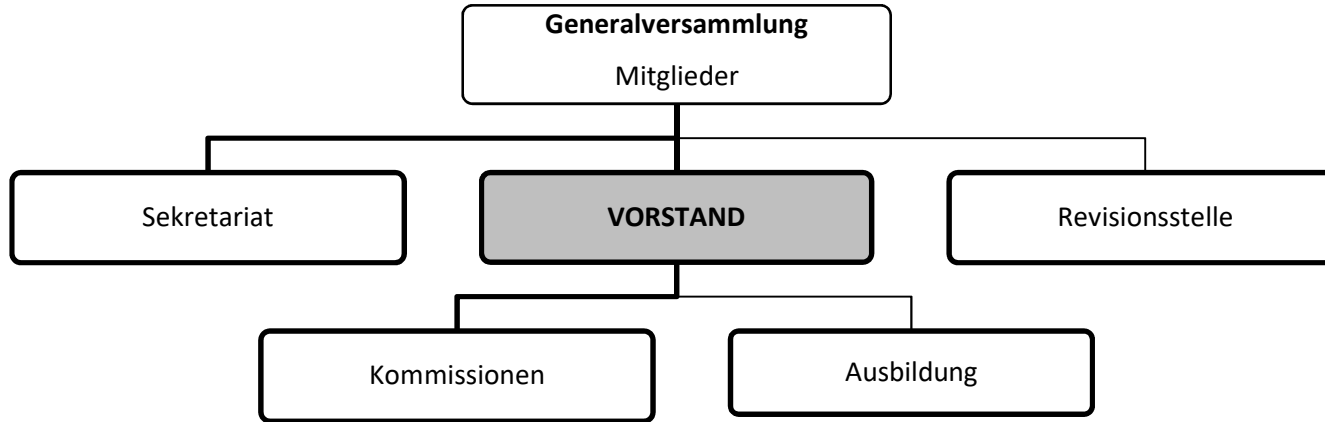 Generalversammlung
Mitglieder
Sekretariat
VORSTAND
Revisionsstelle
Kommissionen
Ausbildung